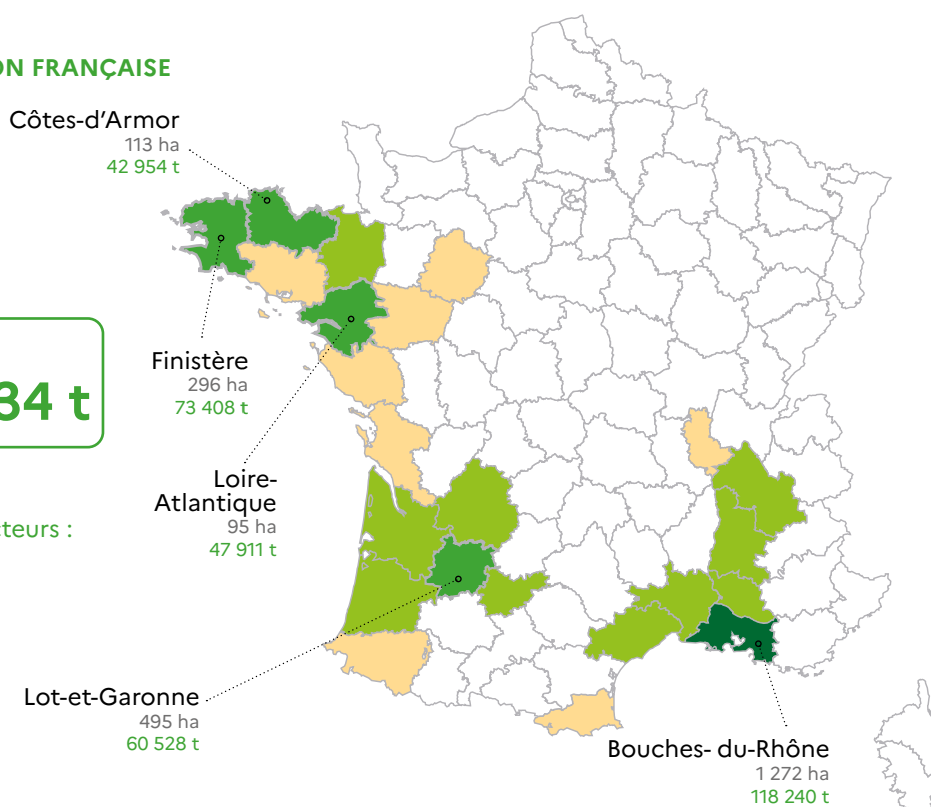 ON FRANÇAISE
Côtes-d'Armor
113 ha
42 954 t
Finistère
296 ha
73 408 t
34 t
Loire-
Atlantique
95 ha
47 911 t
cteurs :
Lot-et-Garonne
495 ha
60 528 t
Bouches- du-Rhône
1 272 ha
118 240 t